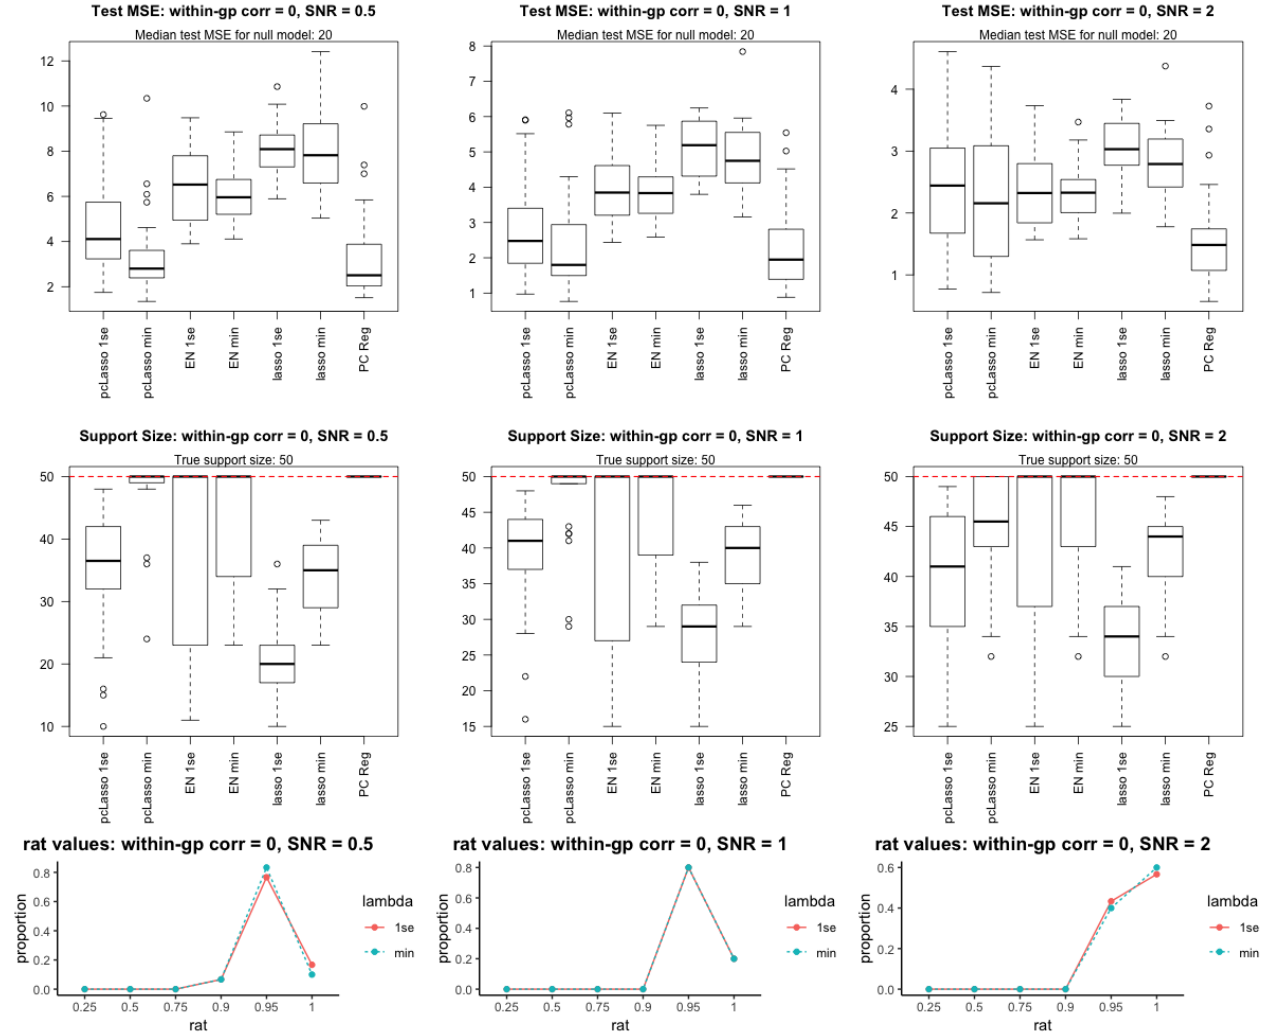 Test MSE: within-gp corr = 0, SNR = 0.5
Median test MSE for null model: 20
12
10
8
6
4
2
pcLasso 1se
pcLasso min
EN 1se
EN min
lasso 1se
lasso min
PC Reg
Test MSE: within-gp corr = 0, SNR = 1
Median test MSE for null model: 20
8
7
6
5
4
3
2
1
pcLasso 1se
pcLasso min
EN 1se
EN min
lasso 1se
lasso min
PC Reg
Test MSE: within-gp corr = 0, SNR = 2
Median test MSE for null model: 20
4
3
2
1
pcLasso 1se
pcLasso min
EN 1se
EN min
lasso 1se
lasso min
PC Reg
Support Size: within-gp corr = 0, SNR = 0.5
True support size: 50
50
40
30
20
10
pcLasso 1se
pcLasso min
EN 1se
EN min
lasso 1se
lasso min
PC Reg
Support Size: within-gp corr = 0, SNR = 1
True support size: 50
50
45
40
35
30
25
20
15
pcLasso 1se
pcLasso min
EN 1se
EN min
lasso 1se
lasso min
PC Reg
Support Size: within-gp corr = 0, SNR = 2
True support size: 50
50
45
40
35
30
25
pcLasso 1se
pcLasso min
EN 1se
EN min
lasso 1se
lasso min
PC Reg
rat values: within-gp corr = 0, SNR = 0.5
proportion
0.8
0.6
0.4
0.2
0.0
0.25 0.5 0.75 0.9 0.95 1
rat
lambda
1se
min
rat values: within-gp corr = 0, SNR = 1
proportion
0.8
0.6
0.4
0.2
0.0
0.25 0.5 0.75 0.9 0.95 1
rat
lambda
1se
min
rat values: within-gp corr = 0, SNR = 2
proportion
0.6
0.4
0.2
0.0
0.25 0.5 0.75 0.9 0.95 1
rat
lambda
1se
min